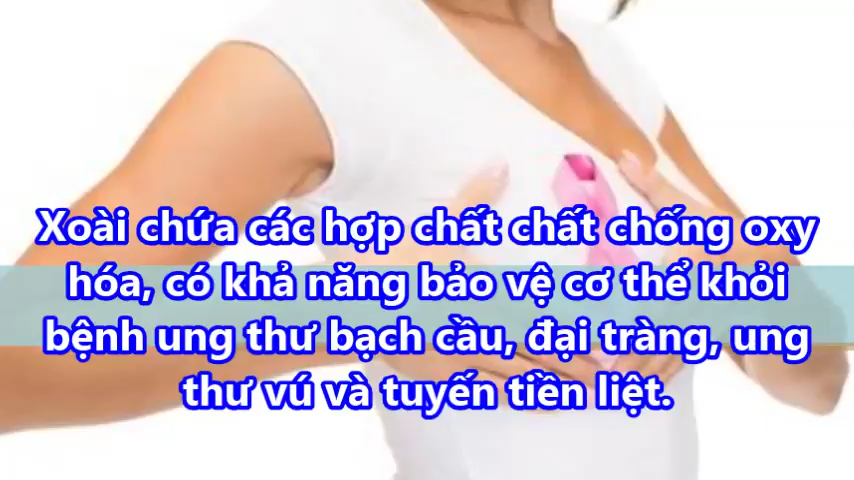 Xoài chứa các hợp chất chất chống oxy
hóa, có khả năng bảo vệ cơ thể khỏi
bệnh ung thư bạch cầu, đại tràng, ung
thư vú và tuyến tiền liệt.